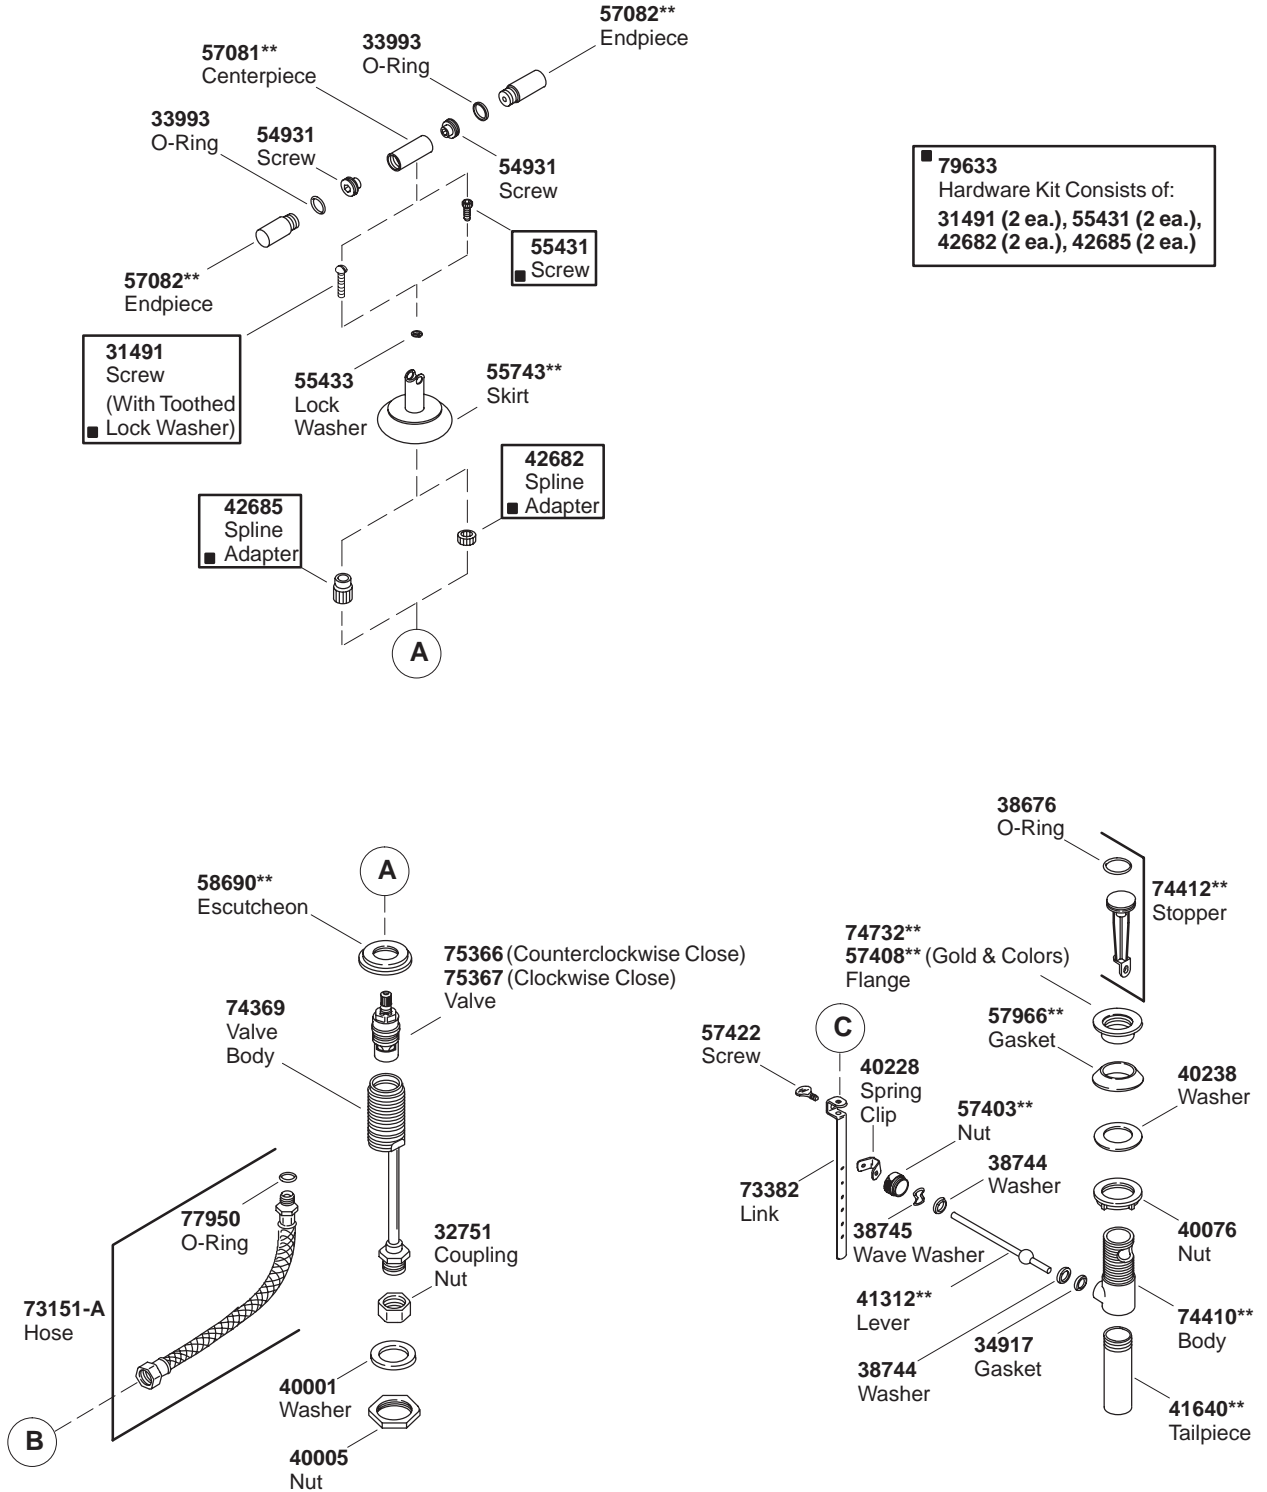 57082**
Endpiece
33993
O-Ring
57081**
Centerpiece
33993
O-Ring
54931
Screw
54931
Screw
55431
■ Screw
57082**
Endpiece
■ 79633
Hardware Kit Consists of:
31491 (2 ea.), 55431 (2 ea.),
42682 (2 ea.), 42685 (2 ea.)
31491
Screw
(With Toothed
■ Lock Washer)
55433
Lock
Washer
55743**
Skirt
42682
Spline
■ Adapter
42685
Spline
■ Adapter
A
A
58690**
Escutcheon
75366 (Counterclockwise Close)
75367 (Clockwise Close)
Valve
74369
Valve
Body
77950
O-Ring
32751
Coupling
Nut
73151-A
Hose
40001
Washer
B
40005
Nut
38676
O-Ring
74412**
Stopper
74732**
57408** (Gold & Colors)
Flange
57966**
Gasket
C
57422
Screw
40228
Spring
Clip
40238
Washer
57403**
Nut
38744
Washer
73382
Link
38745
Wave Washer
40076
Nut
41312**
Lever
74410**
Body
34917
Gasket
38744
Washer
41640**
Tailpiece